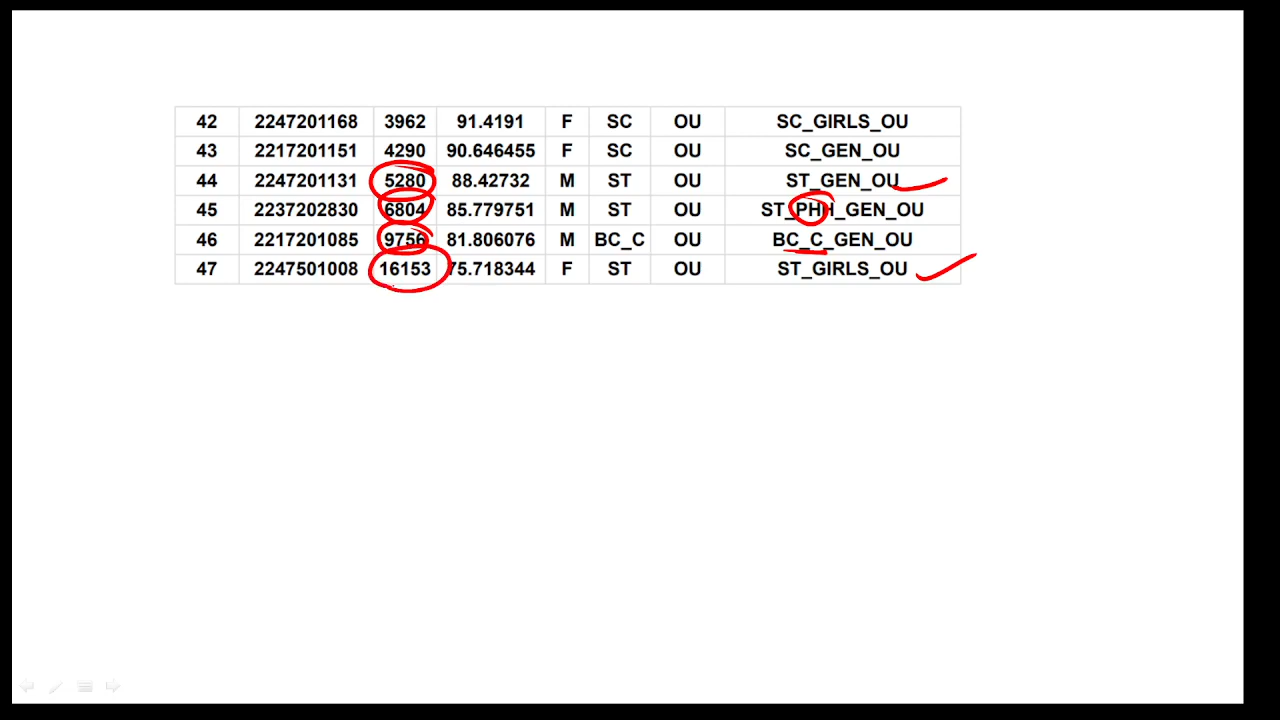 42 2247201168 3962 91.4191 F SC OU SC_GIRLS_OU
43 2217201151 4290 90.646455 F SC OU SC_GEN_OU
44 2247201131 5280 88.42732 M ST OU ST_GEN_OU
45 2237202830 6804 85.779751 M ST OU ST_PHH_GEN_OU
46 2217201085 9756 81.806076 M BC_C OU BC_C_GEN_OU
47 2247501008 16153 75.718344 F ST OU ST_GIRLS_OU